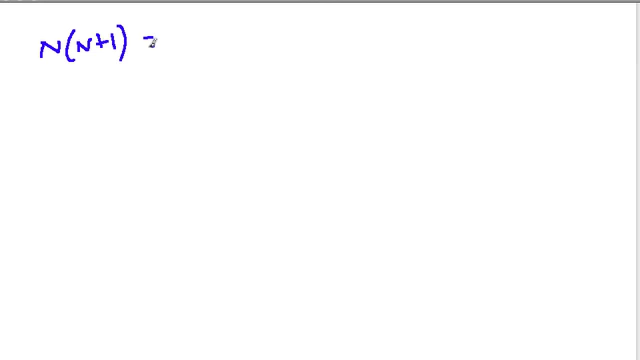 N(N+1) =